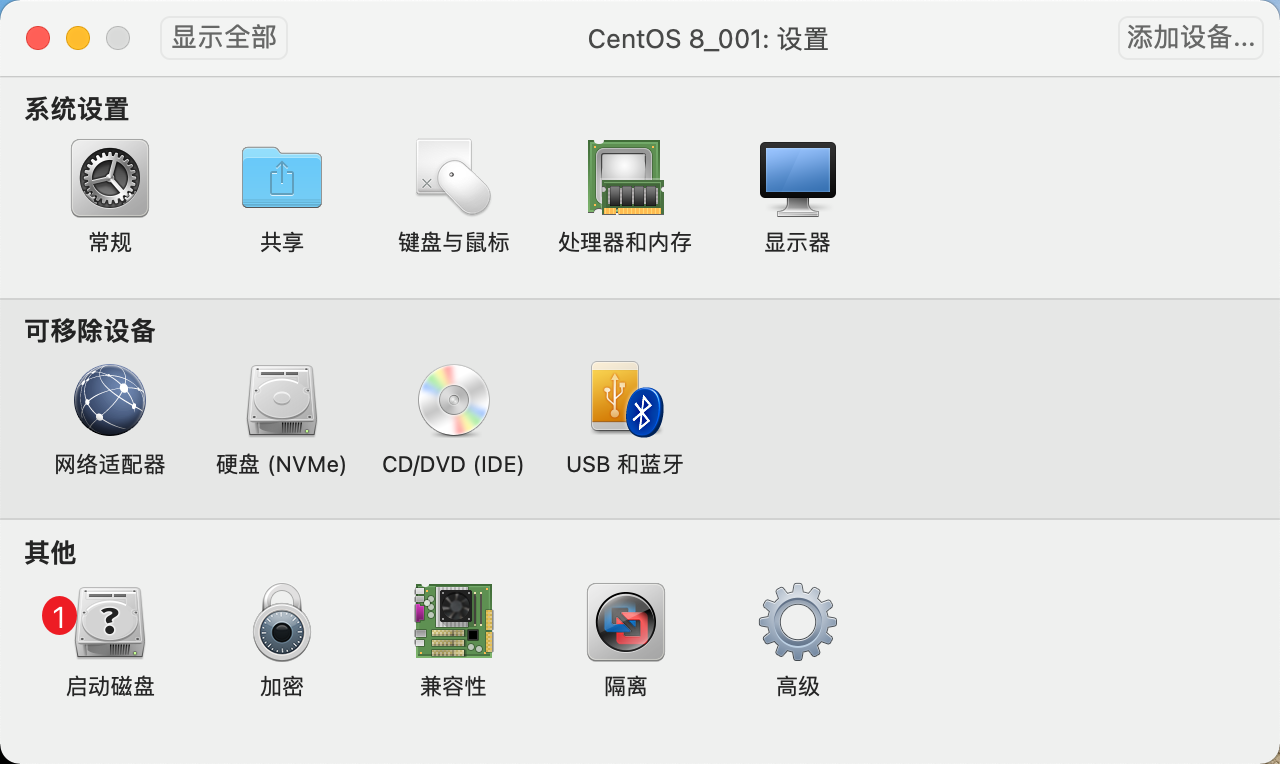 显示全部
CentOS 8_001: 设置
添加设备...
系统设置
常规
共享
键盘与鼠标
处理器和内存
显示器
可移除设备
网络适配器
硬盘 (NVMe)
CD/DVD (IDE)
USB 和蓝牙
其他
1
?
启动磁盘
加密
兼容性
隔离
高级